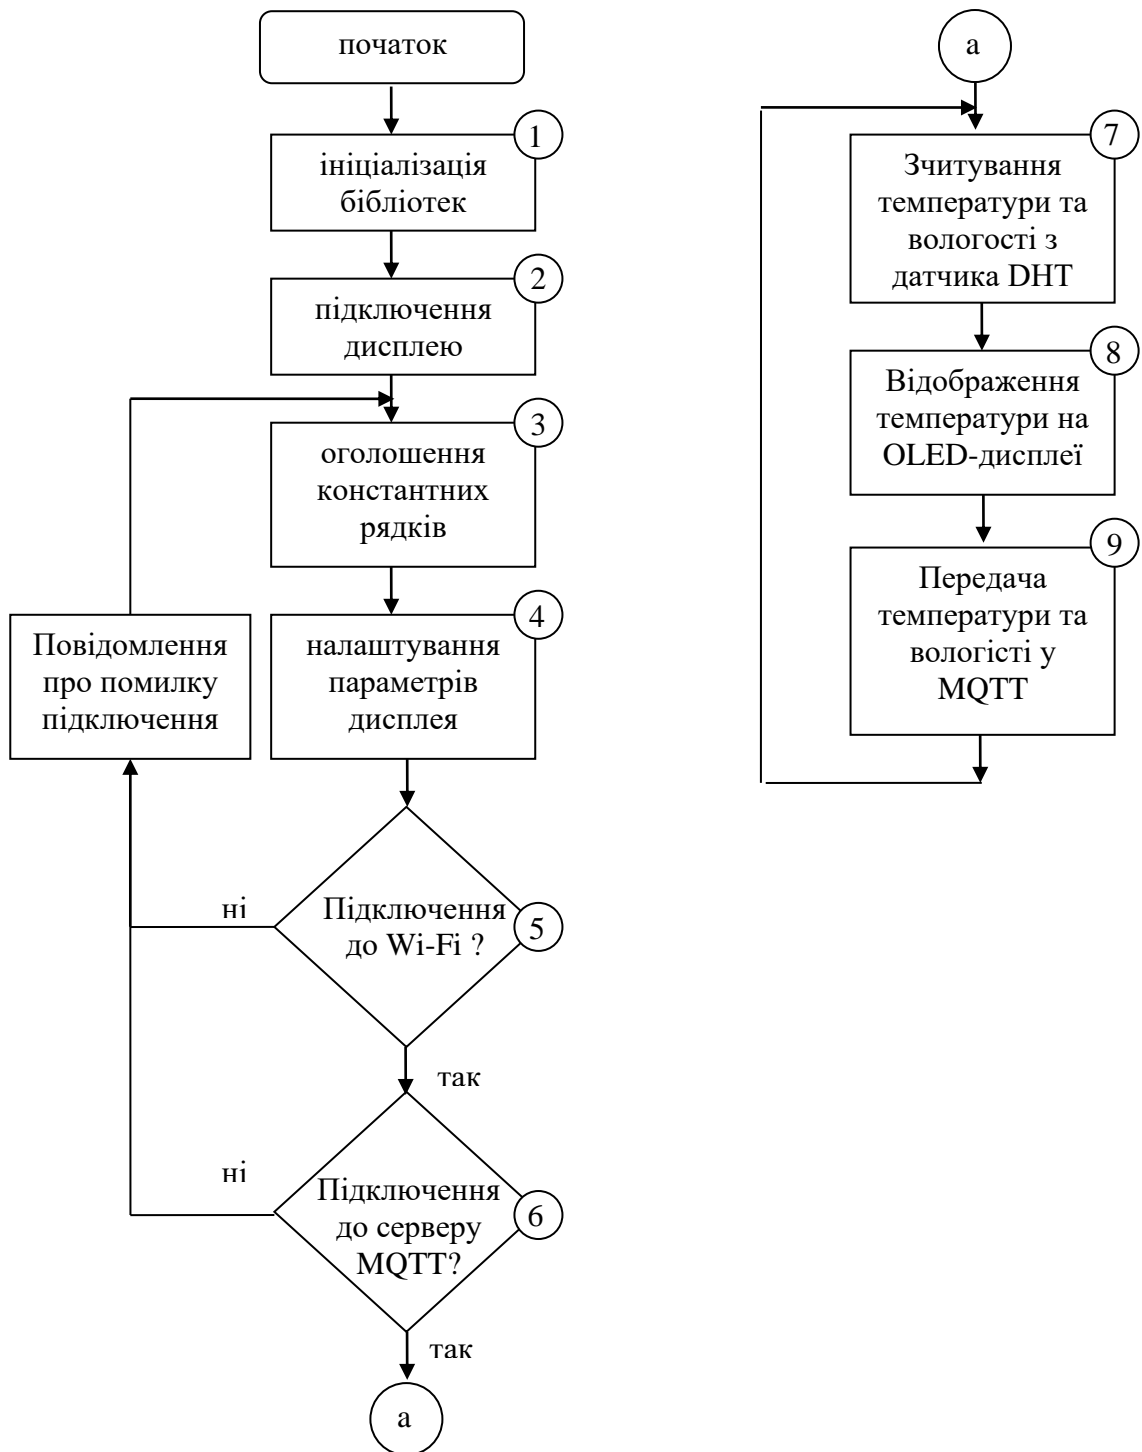 початок
1
ініціалізація
бібліотек
2
підключення
дисплею
3
оголошення
константних
рядків
4
налаштування
параметрів
дисплея
Повідомлення
про помилку
підключення
ні
Підключення
до Wi-Fi ?
5
так
ні
Підключення
до серверу
MQTT?
6
так
а
а
7
Зчитування
температури та
вологості з
датчика DHT
8
Відображення
температури на
OLED-дисплеї
9
Передача
температури та
вологісті у
MQTT